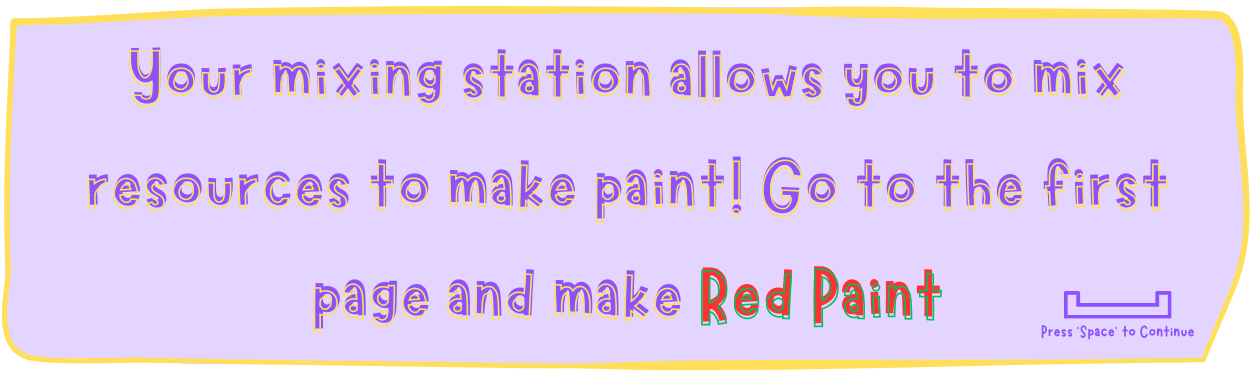 Your mixing station allows you to mix
resources to make paint! Go to the first
page and make Red Paint
Press 'Space' to Continue